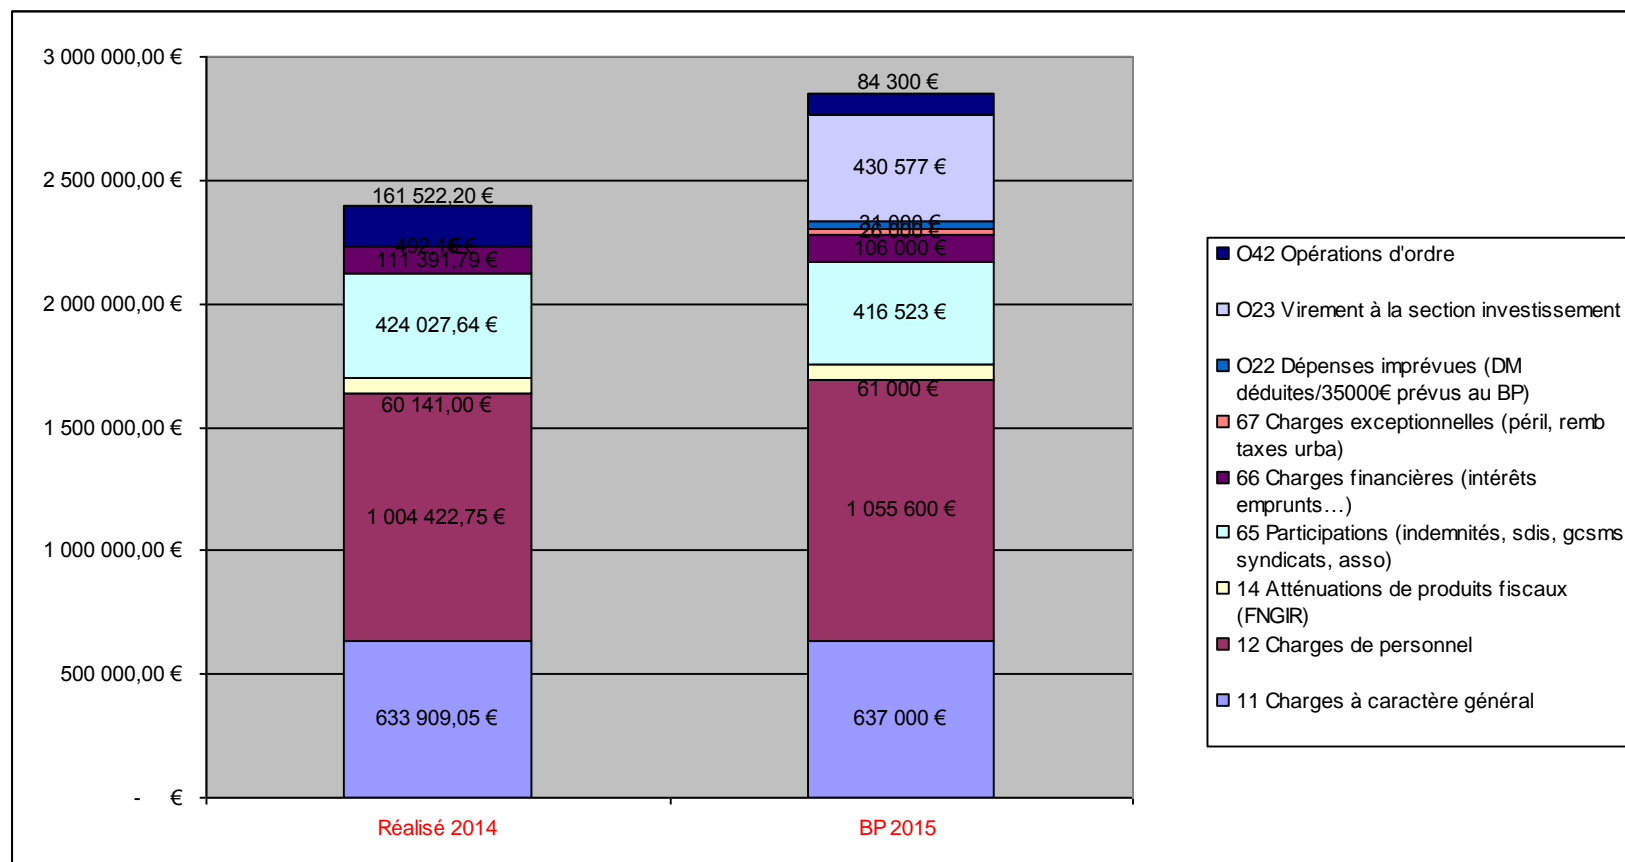 3 000 000,00 €
2 500 000,00 €
2 000 000,00 €
1 500 000,00 €
1 000 000,00 €
500 000,00 €
- €
161 522,20 €
111 391,79 €
424 027,64 €
60 141,00 €
1 004 422,75 €
633 909,05 €
84 300 €
430 577 €
106 000 €
416 523 €
61 000 €
1 055 600 €
637 000 €
Réalisé 2014
BP 2015
O42 Opérations d'ordre
O23 Virement à la section investissement
O22 Dépenses imprévues (DM
déduites/35000€ prévus au BP)
67 Charges exceptionnelles (péril, remb
taxes urba)
66 Charges financières (intérêts
emprunts…)
65 Participations (indemnités, sdis, gcsms
syndicats, asso)
14 Atténuations de produits fiscaux
(FNGIR)
12 Charges de personnel
11 Charges à caractère général